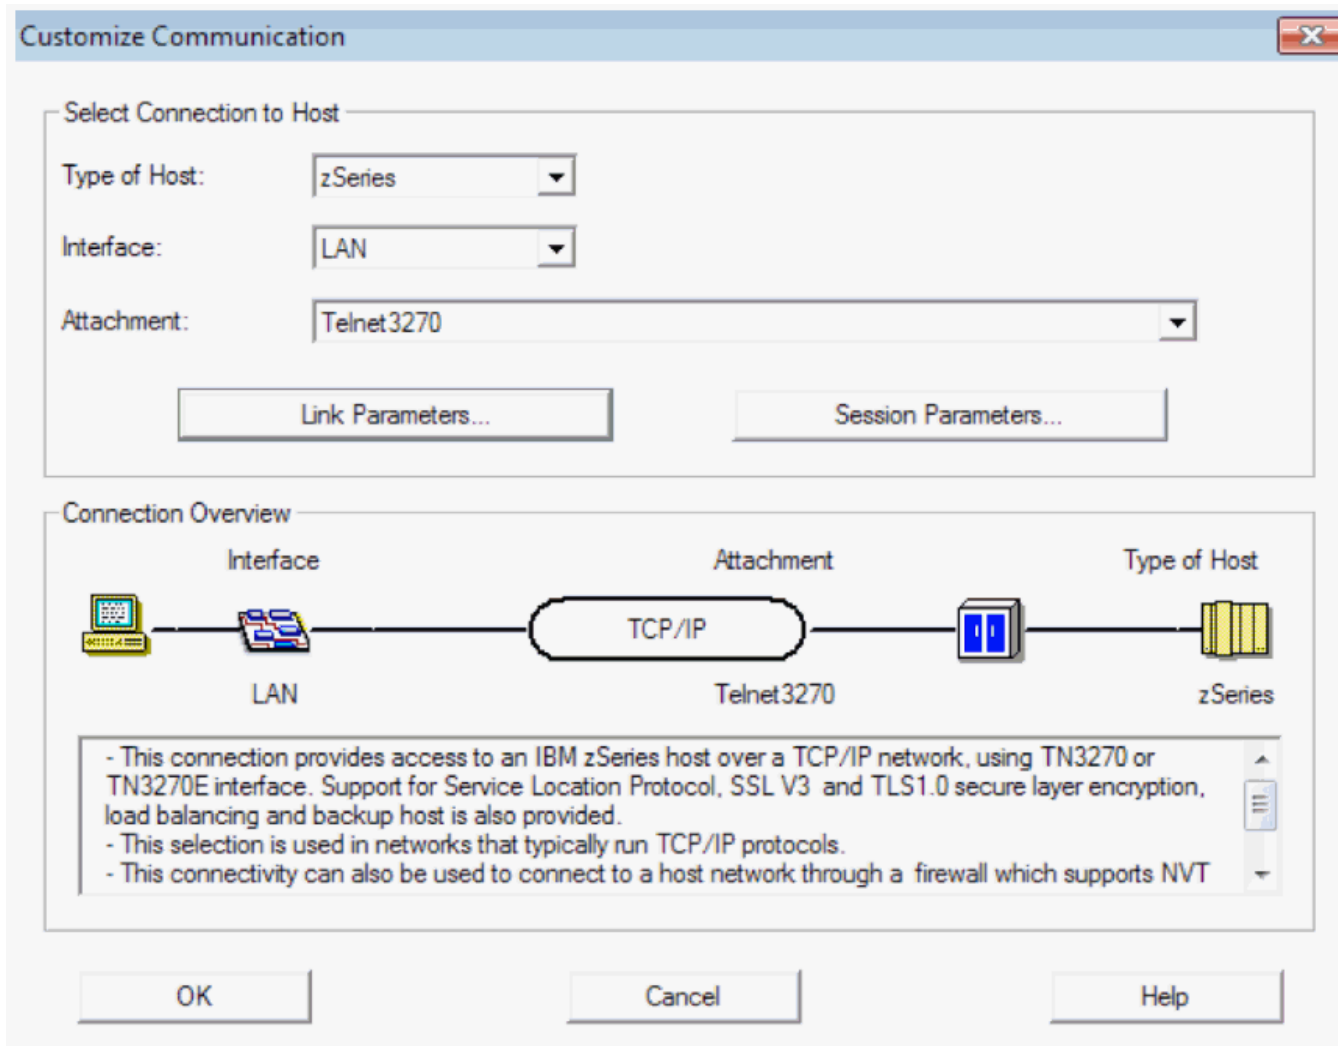 Customize Communication
Select Connection to Host
Type of Host:
zSeries
Interface:
LAN
Attachment:
Telnet3270
Link Parameters...
Session Parameters...
Connection Overview
Interface
Attachment
Type of Host
TCP/IP
LAN
Telnet3270
zSeries
- This connection provides access to an IBM zSeries host over a TCP/IP network, using TN3270 or
TN3270E interface. Support for Service Location Protocol, SSL V3 and TLS1.0 secure layer encryption,
load balancing and backup host is also provided.
- This selection is used in networks that typically run TCP/IP protocols.
- This connectivity can also be used to connect to a host network through a firewall which supports NVT
OK
Cancel
Help